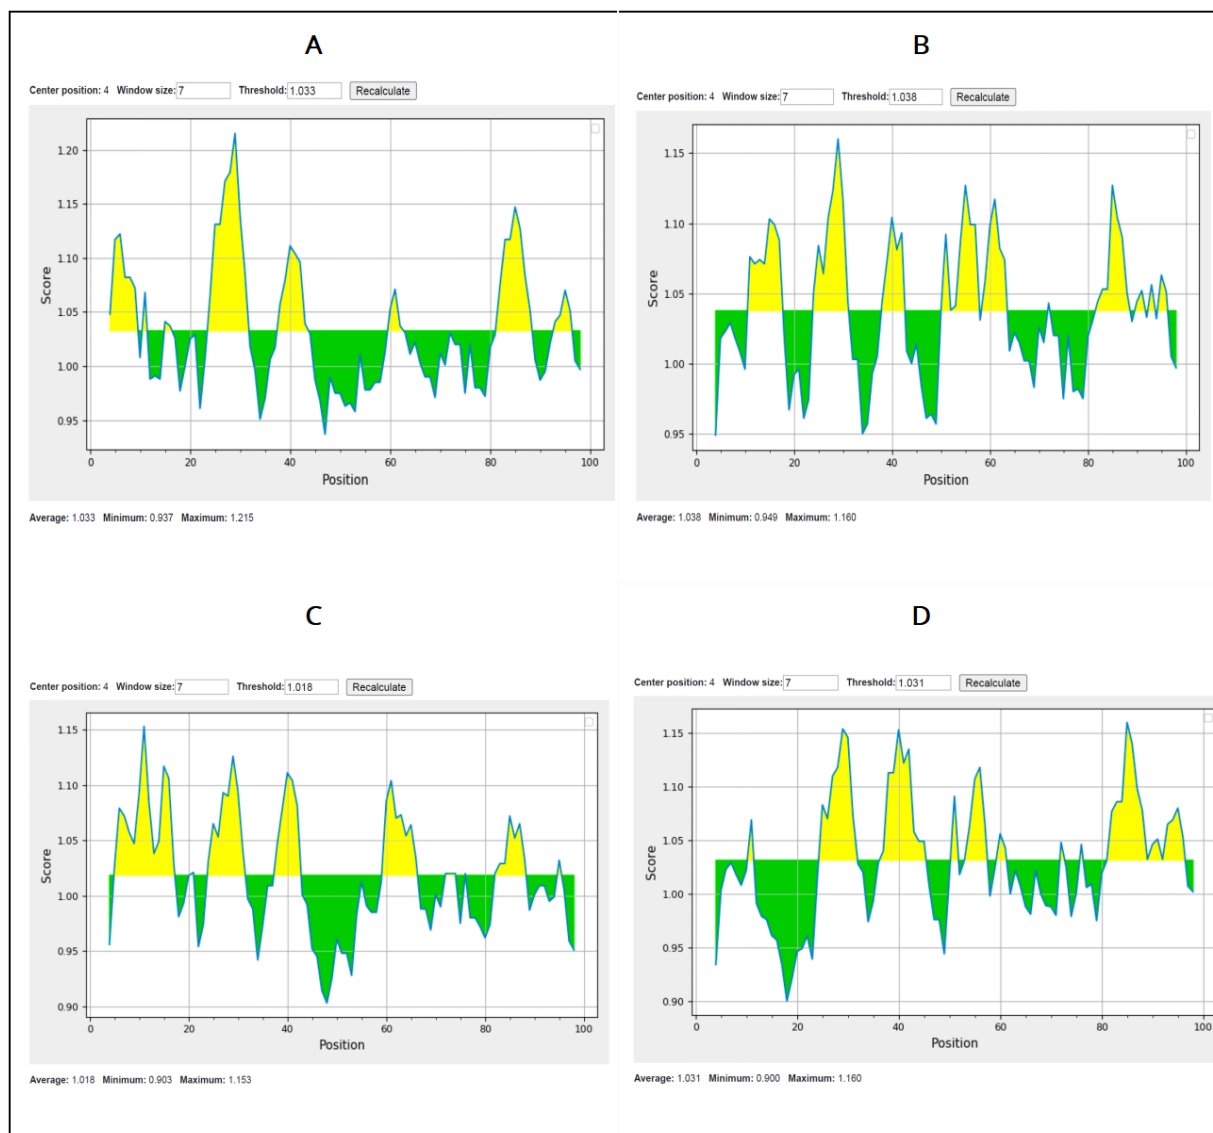 A
Center position: 4 Window size: 7 Threshold: 1.033 Recalculate
1.20
1.15
1.10
1.05
1.00
0.95
Score
0 20 40 60 80 100
Position
Average: 1.033 Minimum: 0.937 Maximum: 1.215
B
Center position: 4 Window size: 7 Threshold: 1.038 Recalculate
1.15
1.10
1.05
1.00
0.95
Score
0 20 40 60 80 100
Position
Average: 1.038 Minimum: 0.949 Maximum: 1.160
C
Center position: 4 Window size: 7 Threshold: 1.018 Recalculate
1.15
1.10
1.05
1.00
0.95
0.90
Score
0 20 40 60 80 100
Position
Average: 1.018 Minimum: 0.903 Maximum: 1.153
D
Center position: 4 Window size: 7 Threshold: 1.031 Recalculate
1.15
1.10
1.05
1.00
0.95
0.90
Score
0 20 40 60 80 100
Position
Average: 1.031 Minimum: 0.900 Maximum: 1.160